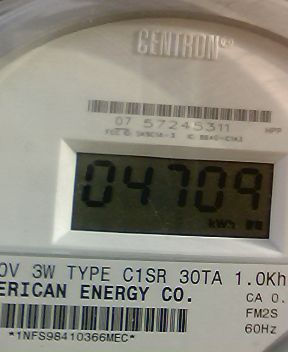 CENTRON®
07 57245311 HPP
04709
kWh
0V 3W TYPE C1SR 30TA 1.0Kh
ERICAN ENERGY CO. CA 0.
FM2S
60Hz
*1NFS98410366MEC*